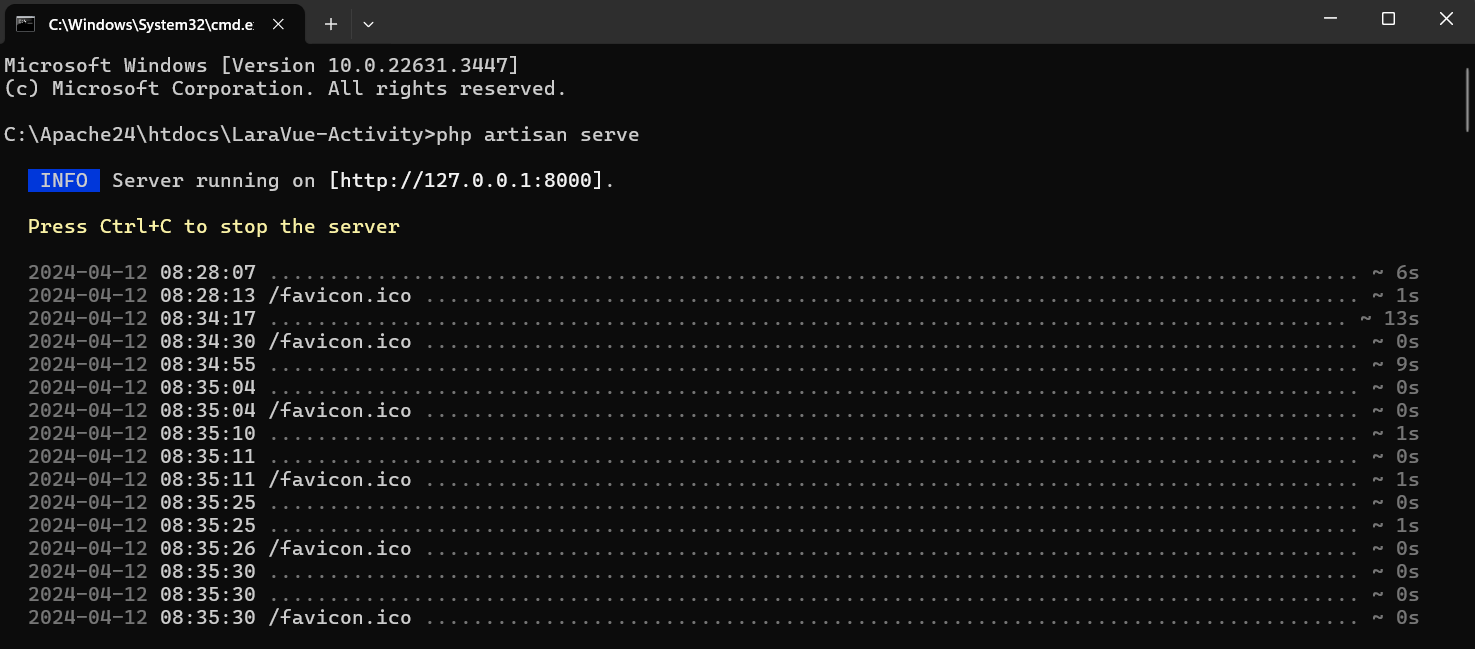 C:\Windows\System32\cmd.e
Microsoft Windows [Version 10.0.22631.3447]
(c) Microsoft Corporation. All rights reserved.
C:\Apache24\htdocs\LaraVue-Activity>php artisan serve
INFO Server running on [http://127.0.0.1:8000].
Press Ctrl+C to stop the server
2024-04-12 08:28:07 ........................................................................................... ~ 6s
2024-04-12 08:28:13 /favicon.ico .............................................................................. ~ 1s
2024-04-12 08:34:17 .......................................................................................... ~ 13s
2024-04-12 08:34:30 /favicon.ico .............................................................................. ~ 0s
2024-04-12 08:34:55 ........................................................................................... ~ 9s
2024-04-12 08:35:04 ........................................................................................... ~ 0s
2024-04-12 08:35:04 /favicon.ico .............................................................................. ~ 0s
2024-04-12 08:35:10 ........................................................................................... ~ 1s
2024-04-12 08:35:11 ........................................................................................... ~ 0s
2024-04-12 08:35:11 /favicon.ico .............................................................................. ~ 1s
2024-04-12 08:35:25 ........................................................................................... ~ 0s
2024-04-12 08:35:25 ........................................................................................... ~ 1s
2024-04-12 08:35:26 /favicon.ico .............................................................................. ~ 0s
2024-04-12 08:35:30 ........................................................................................... ~ 0s
2024-04-12 08:35:30 ........................................................................................... ~ 0s
2024-04-12 08:35:30 /favicon.ico .............................................................................. ~ 0s